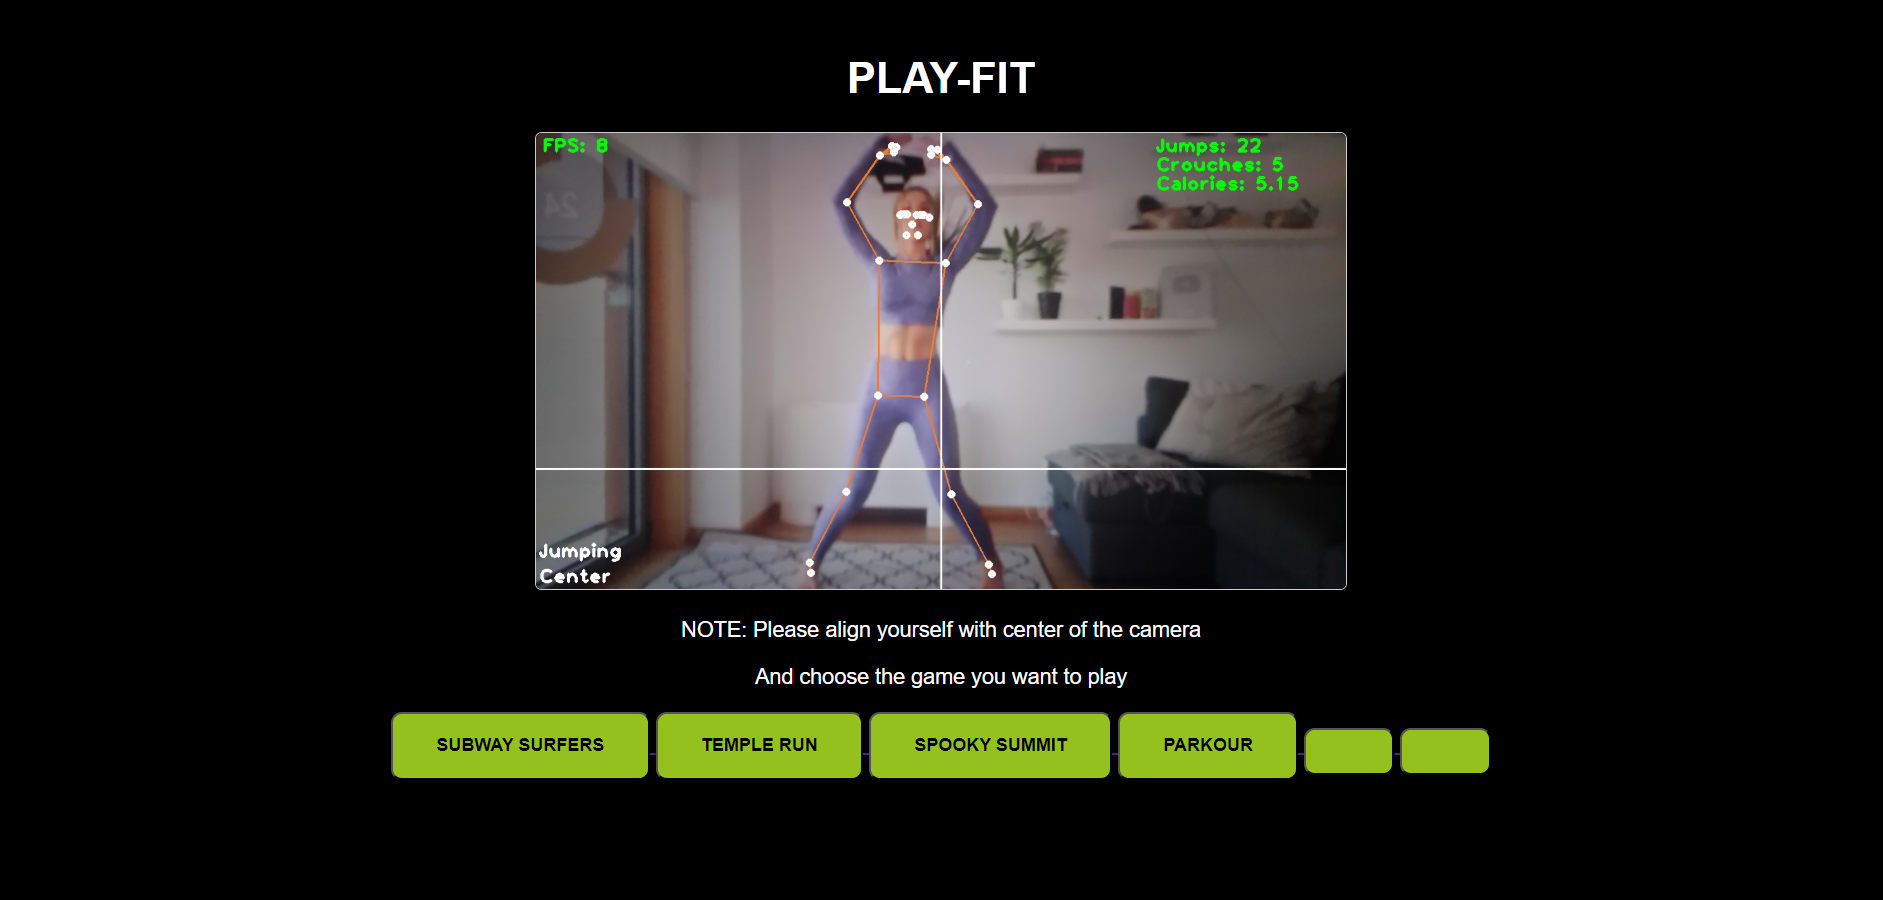 PLAY-FIT
FPS: 8
Jumps: 22
Crouches: 5
Calories: 5.15
24
Jumping
Center
NOTE: Please align yourself with center of the camera
And choose the game you want to play
SUBWAY SURFERS
TEMPLE RUN
SPOOKY SUMMIT
PARKOUR